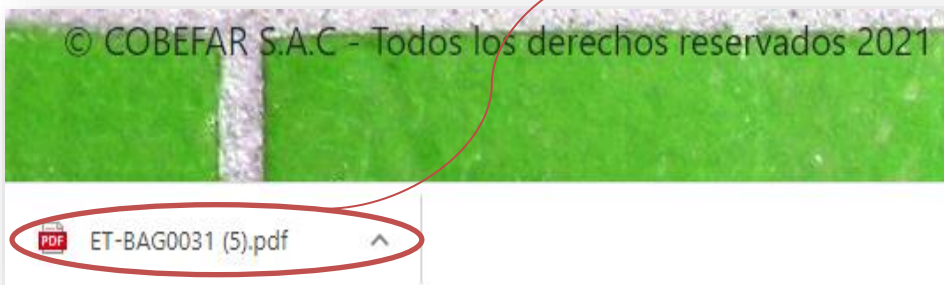 © COBEFAR S.A.C - Todos los derechos reservados 2021
PDF
ET-BAG0031 (5).pdf